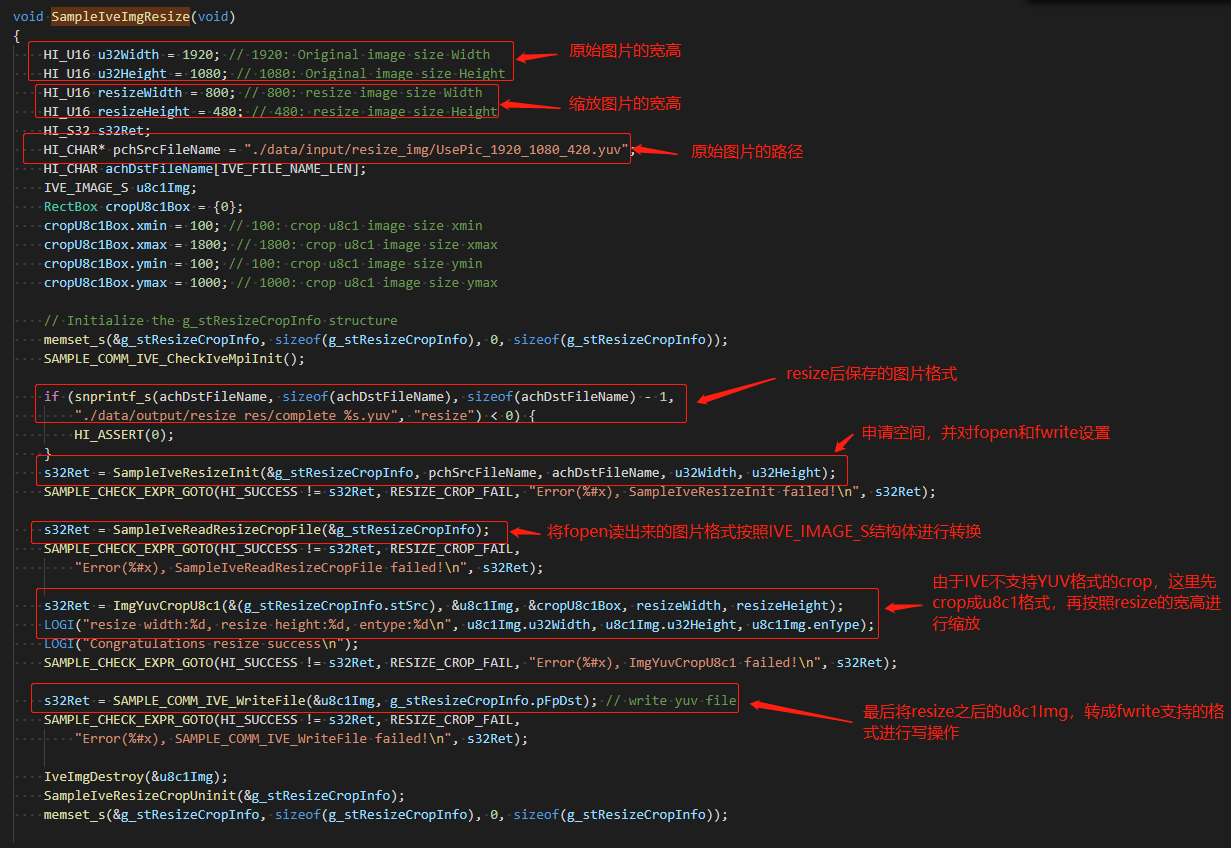 void SampleIveImgResize(void)
{
HI_U16 u32Width = 1920; // 1920: Original image size Width
原始图片的宽高
HI_U16 u32Height = 1080; // 1080: Original image size Height
HI_U16 resizeWidth = 800; // 800: resize image size Width
缩放图片的宽高
HI_U16 resizeHeight = 480; // 480: resize image size Height
HI_S32 s32Ret;
HI_CHAR* pchSrcFileName = "./data/input/resize_img/UsePic_1920_1080_420.yuv";
原始图片的路径
HI_CHAR achDstFileName[IVE_FILE_NAME_LEN];
IVE_IMAGE_S u8c1Img;
RectBox cropU8c1Box = {0};
cropU8c1Box.xmin = 100; // 100: crop u8c1 image size xmin
cropU8c1Box.xmax = 1800; // 1800: crop u8c1 image size xmax
cropU8c1Box.ymin = 100; // 100: crop u8c1 image size ymin
cropU8c1Box.ymax = 1000; // 1000: crop u8c1 image size ymax
// Initialize the g_stResizeCropInfo structure
memset_s(&g_stResizeCropInfo, sizeof(g_stResizeCropInfo), 0, sizeof(g_stResizeCropInfo));
SAMPLE_COMM_IVE_CheckIveMpiInit();
resize后保存的图片格式
if (snprintf_s(achDstFileName, sizeof(achDstFileName), sizeof(achDstFileName) - 1,
"./data/output/resize_res/complete_%s.yuv", "resize") < 0) {
HI_ASSERT(0);
申请空间，并对fopen和fwrite设置
}
s32Ret = SampleIveResizeInit(&g_stResizeCropInfo, pchSrcFileName, achDstFileName, u32Width, u32Height);
SAMPLE_CHECK_EXPR_GOTO(HI_SUCCESS != s32Ret, RESIZE_CROP_FAIL, "Error(%#x), SampleIveResizeInit failed!\n", s32Ret);
s32Ret = SampleIveReadResizeCropFile(&g_stResizeCropInfo);
将fopen读出来的图片格式按照IVE_IMAGE_S结构体进行转换
SAMPLE_CHECK_EXPR_GOTO(HI_SUCCESS != s32Ret, RESIZE_CROP_FAIL,
"Error(%#x), SampleIveReadResizeCropFile failed!\n", s32Ret);
由于IVE不支持YUV格式的crop，这里先
crop成u8c1格式，再按照resize的宽高进
行缩放
s32Ret = ImgYuvCropU8c1(&(g_stResizeCropInfo.stSrc), &u8c1Img, &cropU8c1Box, resizeWidth, resizeHeight);
LOGI("resize width:%d, resize height:%d, entype:%d\n", u8c1Img.u32Width, u8c1Img.u32Height, u8c1Img.enType);
LOGI("Congratulations resize success\n");
SAMPLE_CHECK_EXPR_GOTO(HI_SUCCESS != s32Ret, RESIZE_CROP_FAIL, "Error(%#x), ImgYuvCropU8c1 failed!\n", s32Ret);
s32Ret = SAMPLE_COMM_IVE_WriteFile(&u8c1Img, g_stResizeCropInfo.pFpDst); // write yuv file
最后将resize之后的u8c1Img，转成fwrite支持的格
式进行写操作
SAMPLE_CHECK_EXPR_GOTO(HI_SUCCESS != s32Ret, RESIZE_CROP_FAIL,
"Error(%#x), SAMPLE_COMM_IVE_WriteFile failed!\n", s32Ret);
IveImgDestroy(&u8c1Img);
SampleIveResizeCropUninit(&g_stResizeCropInfo);
memset_s(&g_stResizeCropInfo, sizeof(g_stResizeCropInfo), 0, sizeof(g_stResizeCropInfo));